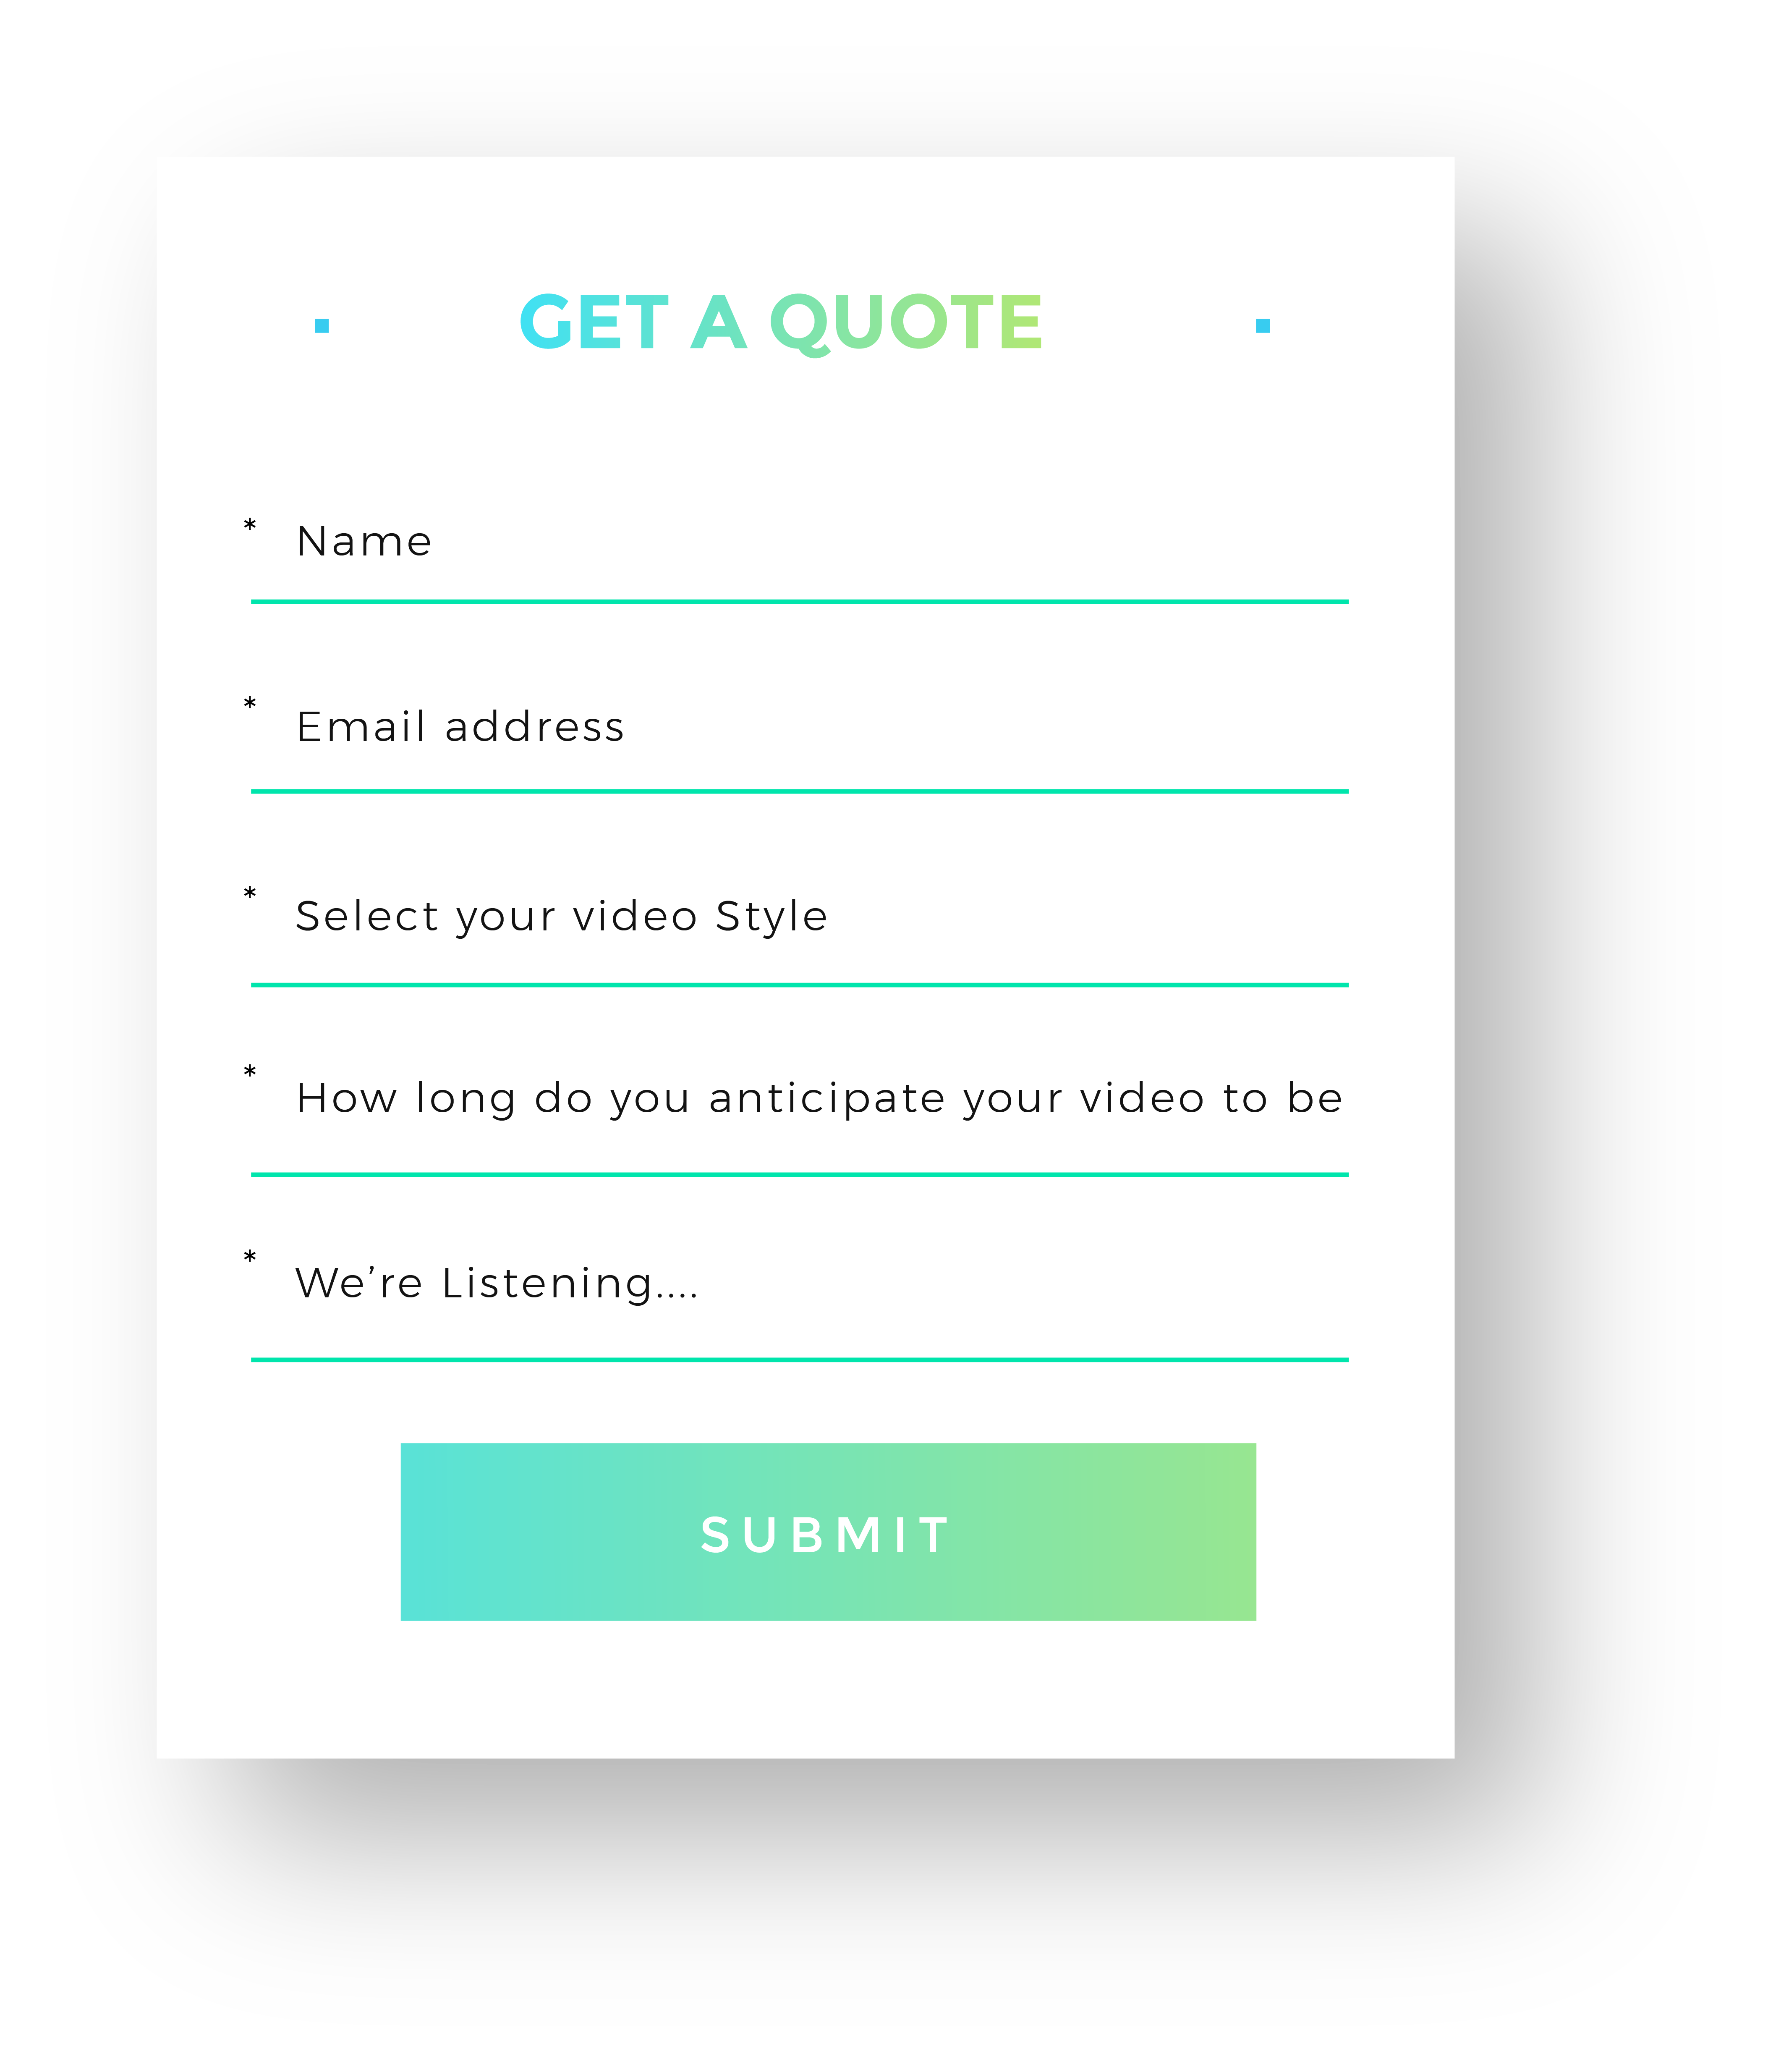 GET A QUOTE
* Name
* Email address
* Select your video Style
* How long do you anticipate your video to be
* We’re Listening....
SUBMIT